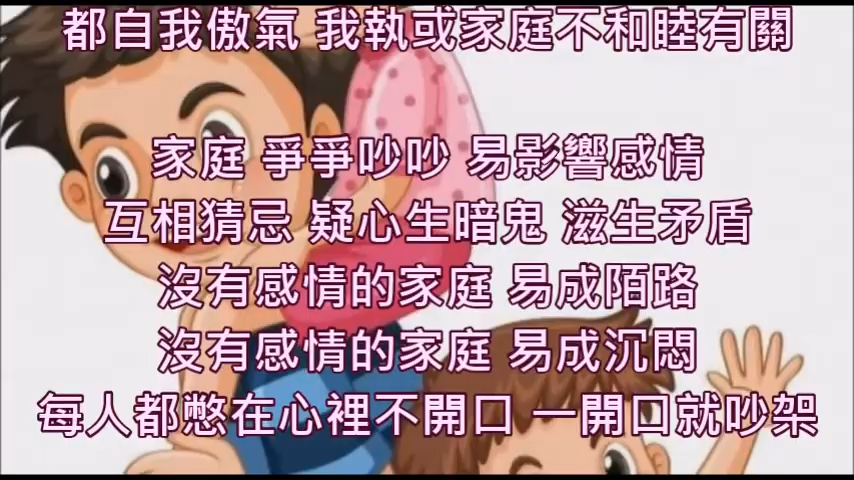 都自我傲氣 我執或家庭不和睦有關
家庭 爭爭吵吵 易影響感情
互相猜忌 疑心生暗鬼 滋生矛盾
沒有感情的家庭 易成陌路
沒有感情的家庭 易成沉悶
每人都憋在心裡不開口 一開口就吵架